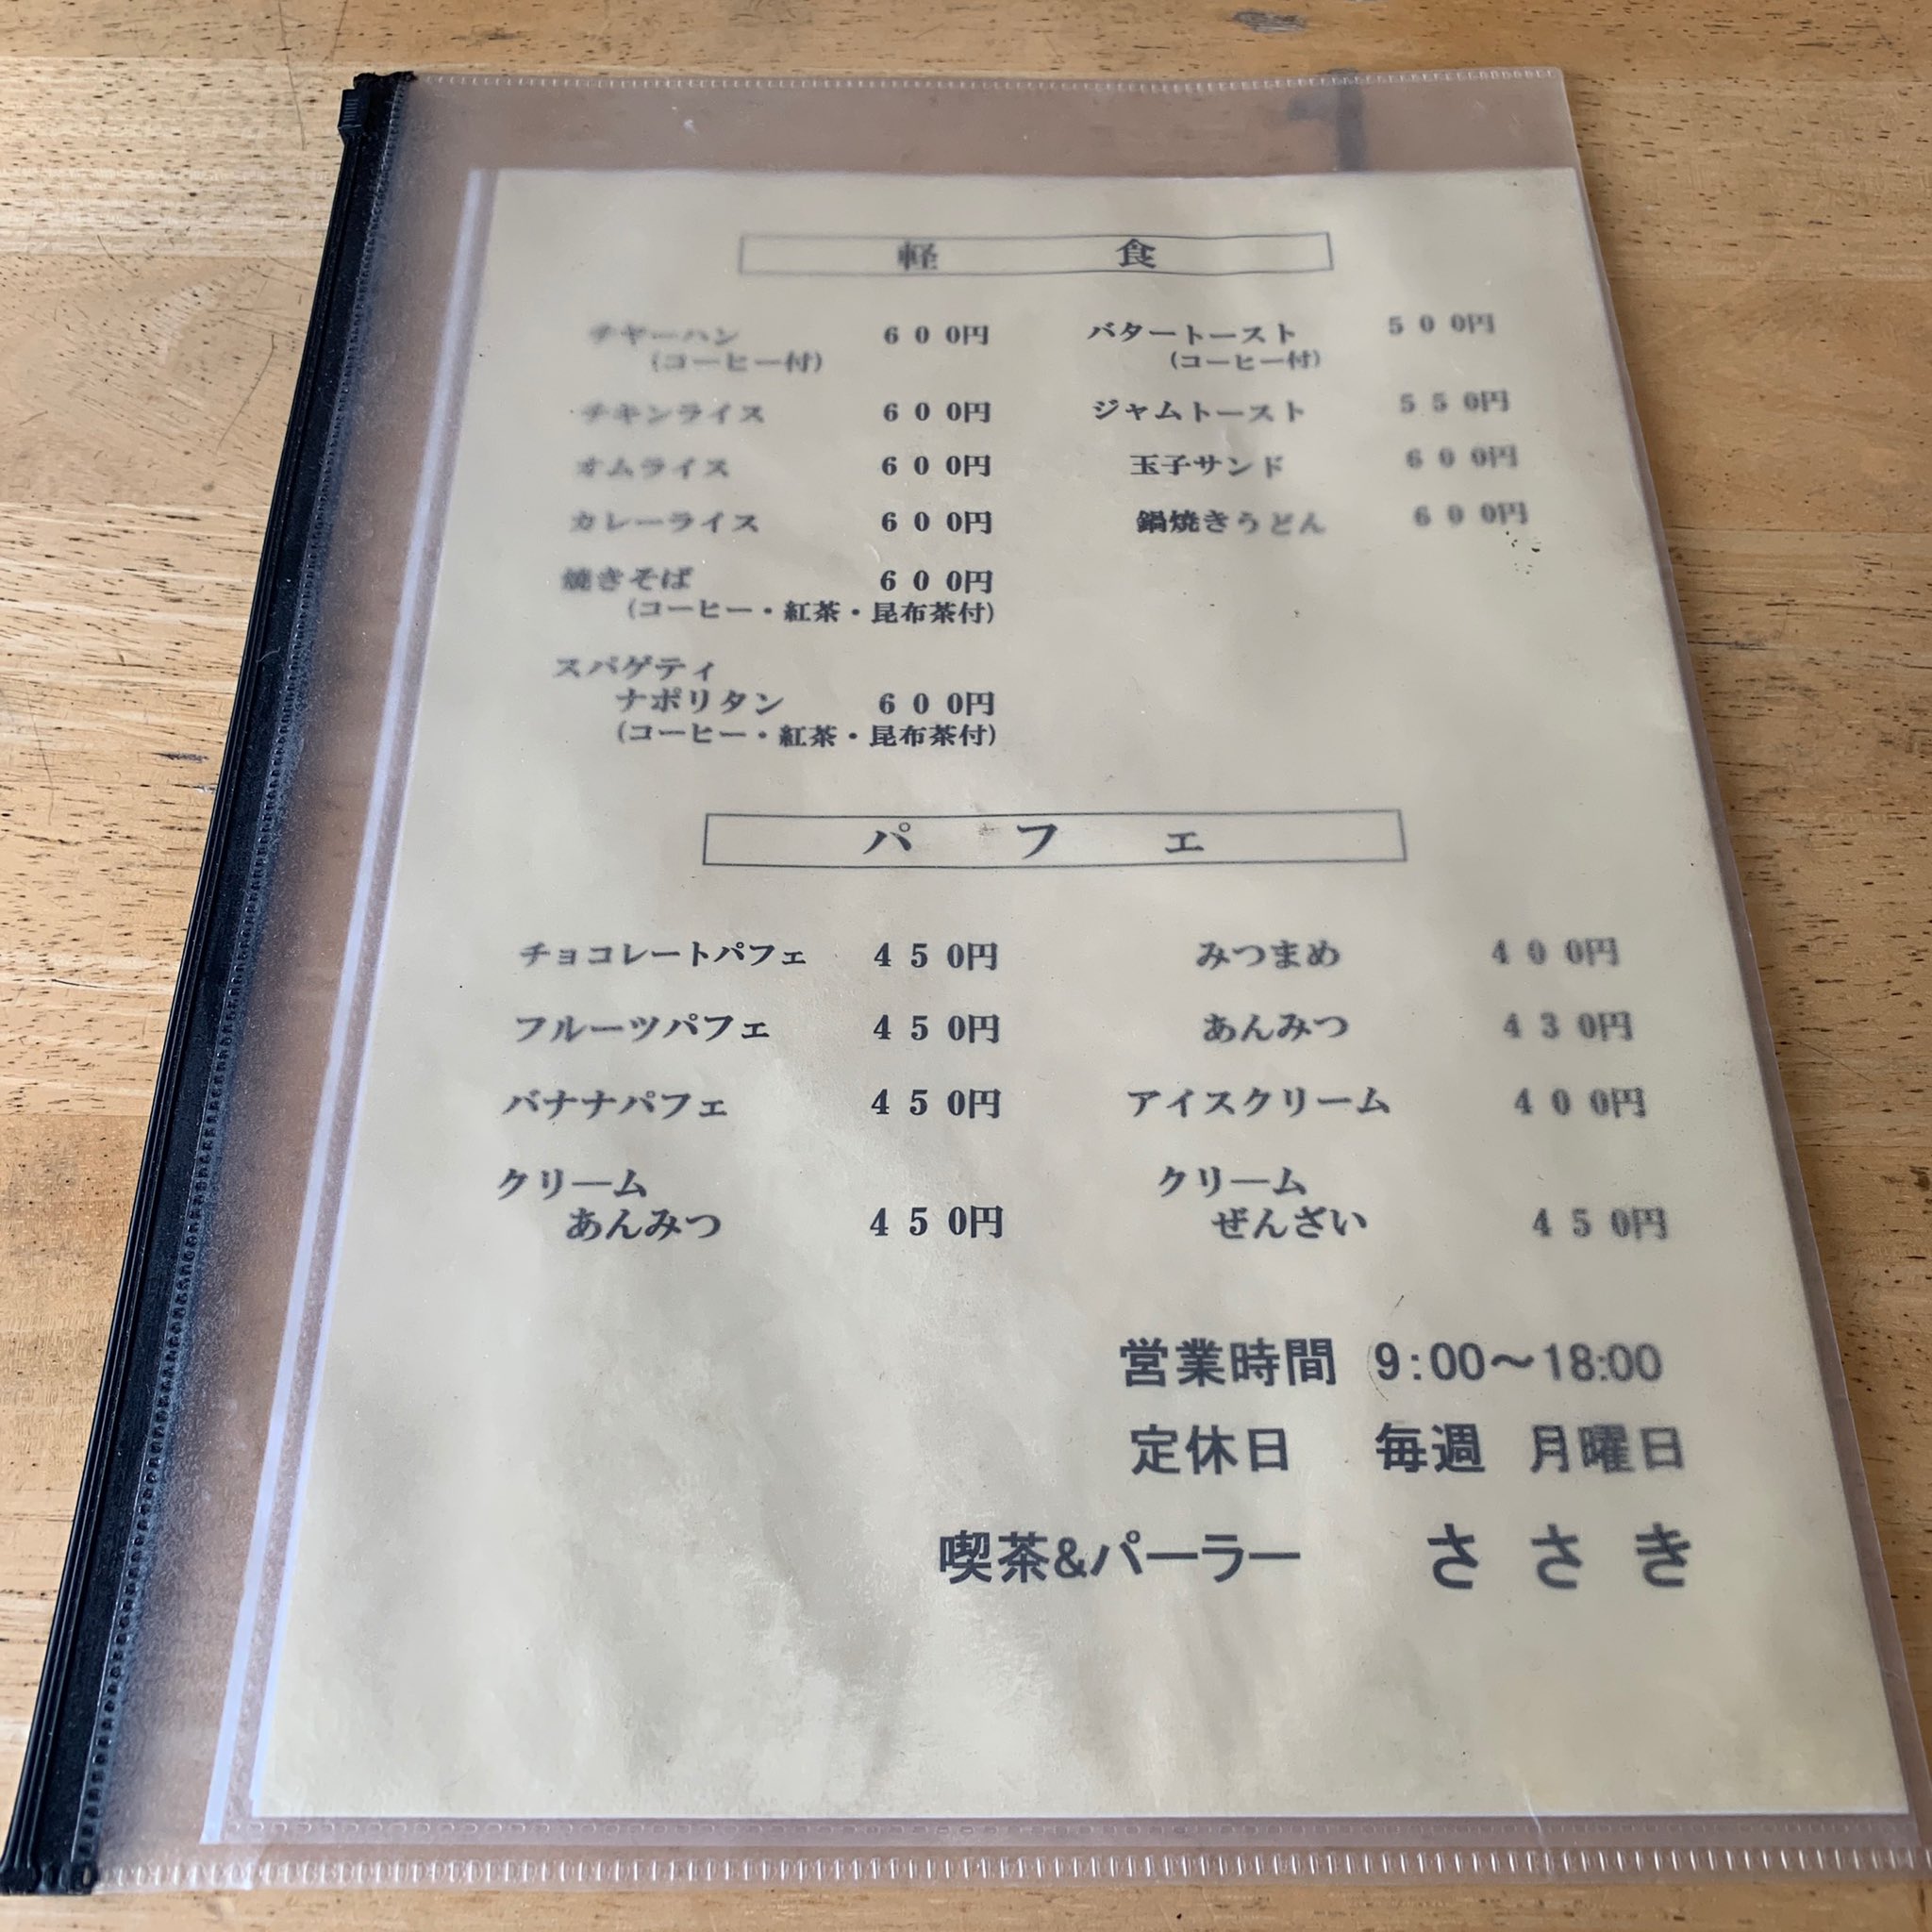 軽食
チャーハン 600円
(コーヒー付)
チキンライス 600円
オムライス 600円
カレーライス 600円
焼きそば 600円
(コーヒー・紅茶・昆布茶付)
スパゲティ
ナポリタン 600円
(コーヒー・紅茶・昆布茶付)
バタートースト 500円
(コーヒー付)
ジャムトースト 550円
玉子サンド 600円
鍋焼きうどん 600円
パフェ
チョコレートパフェ 450円
フルーツパフェ 450円
バナナパフェ 450円
クリーム
あんみつ 450円
みつまめ 400円
あんみつ 430円
アイスクリーム 400円
クリーム
ぜんざい 450円
営業時間 9:00～18:00
定休日 毎週 月曜日
喫茶&パーラー ささき